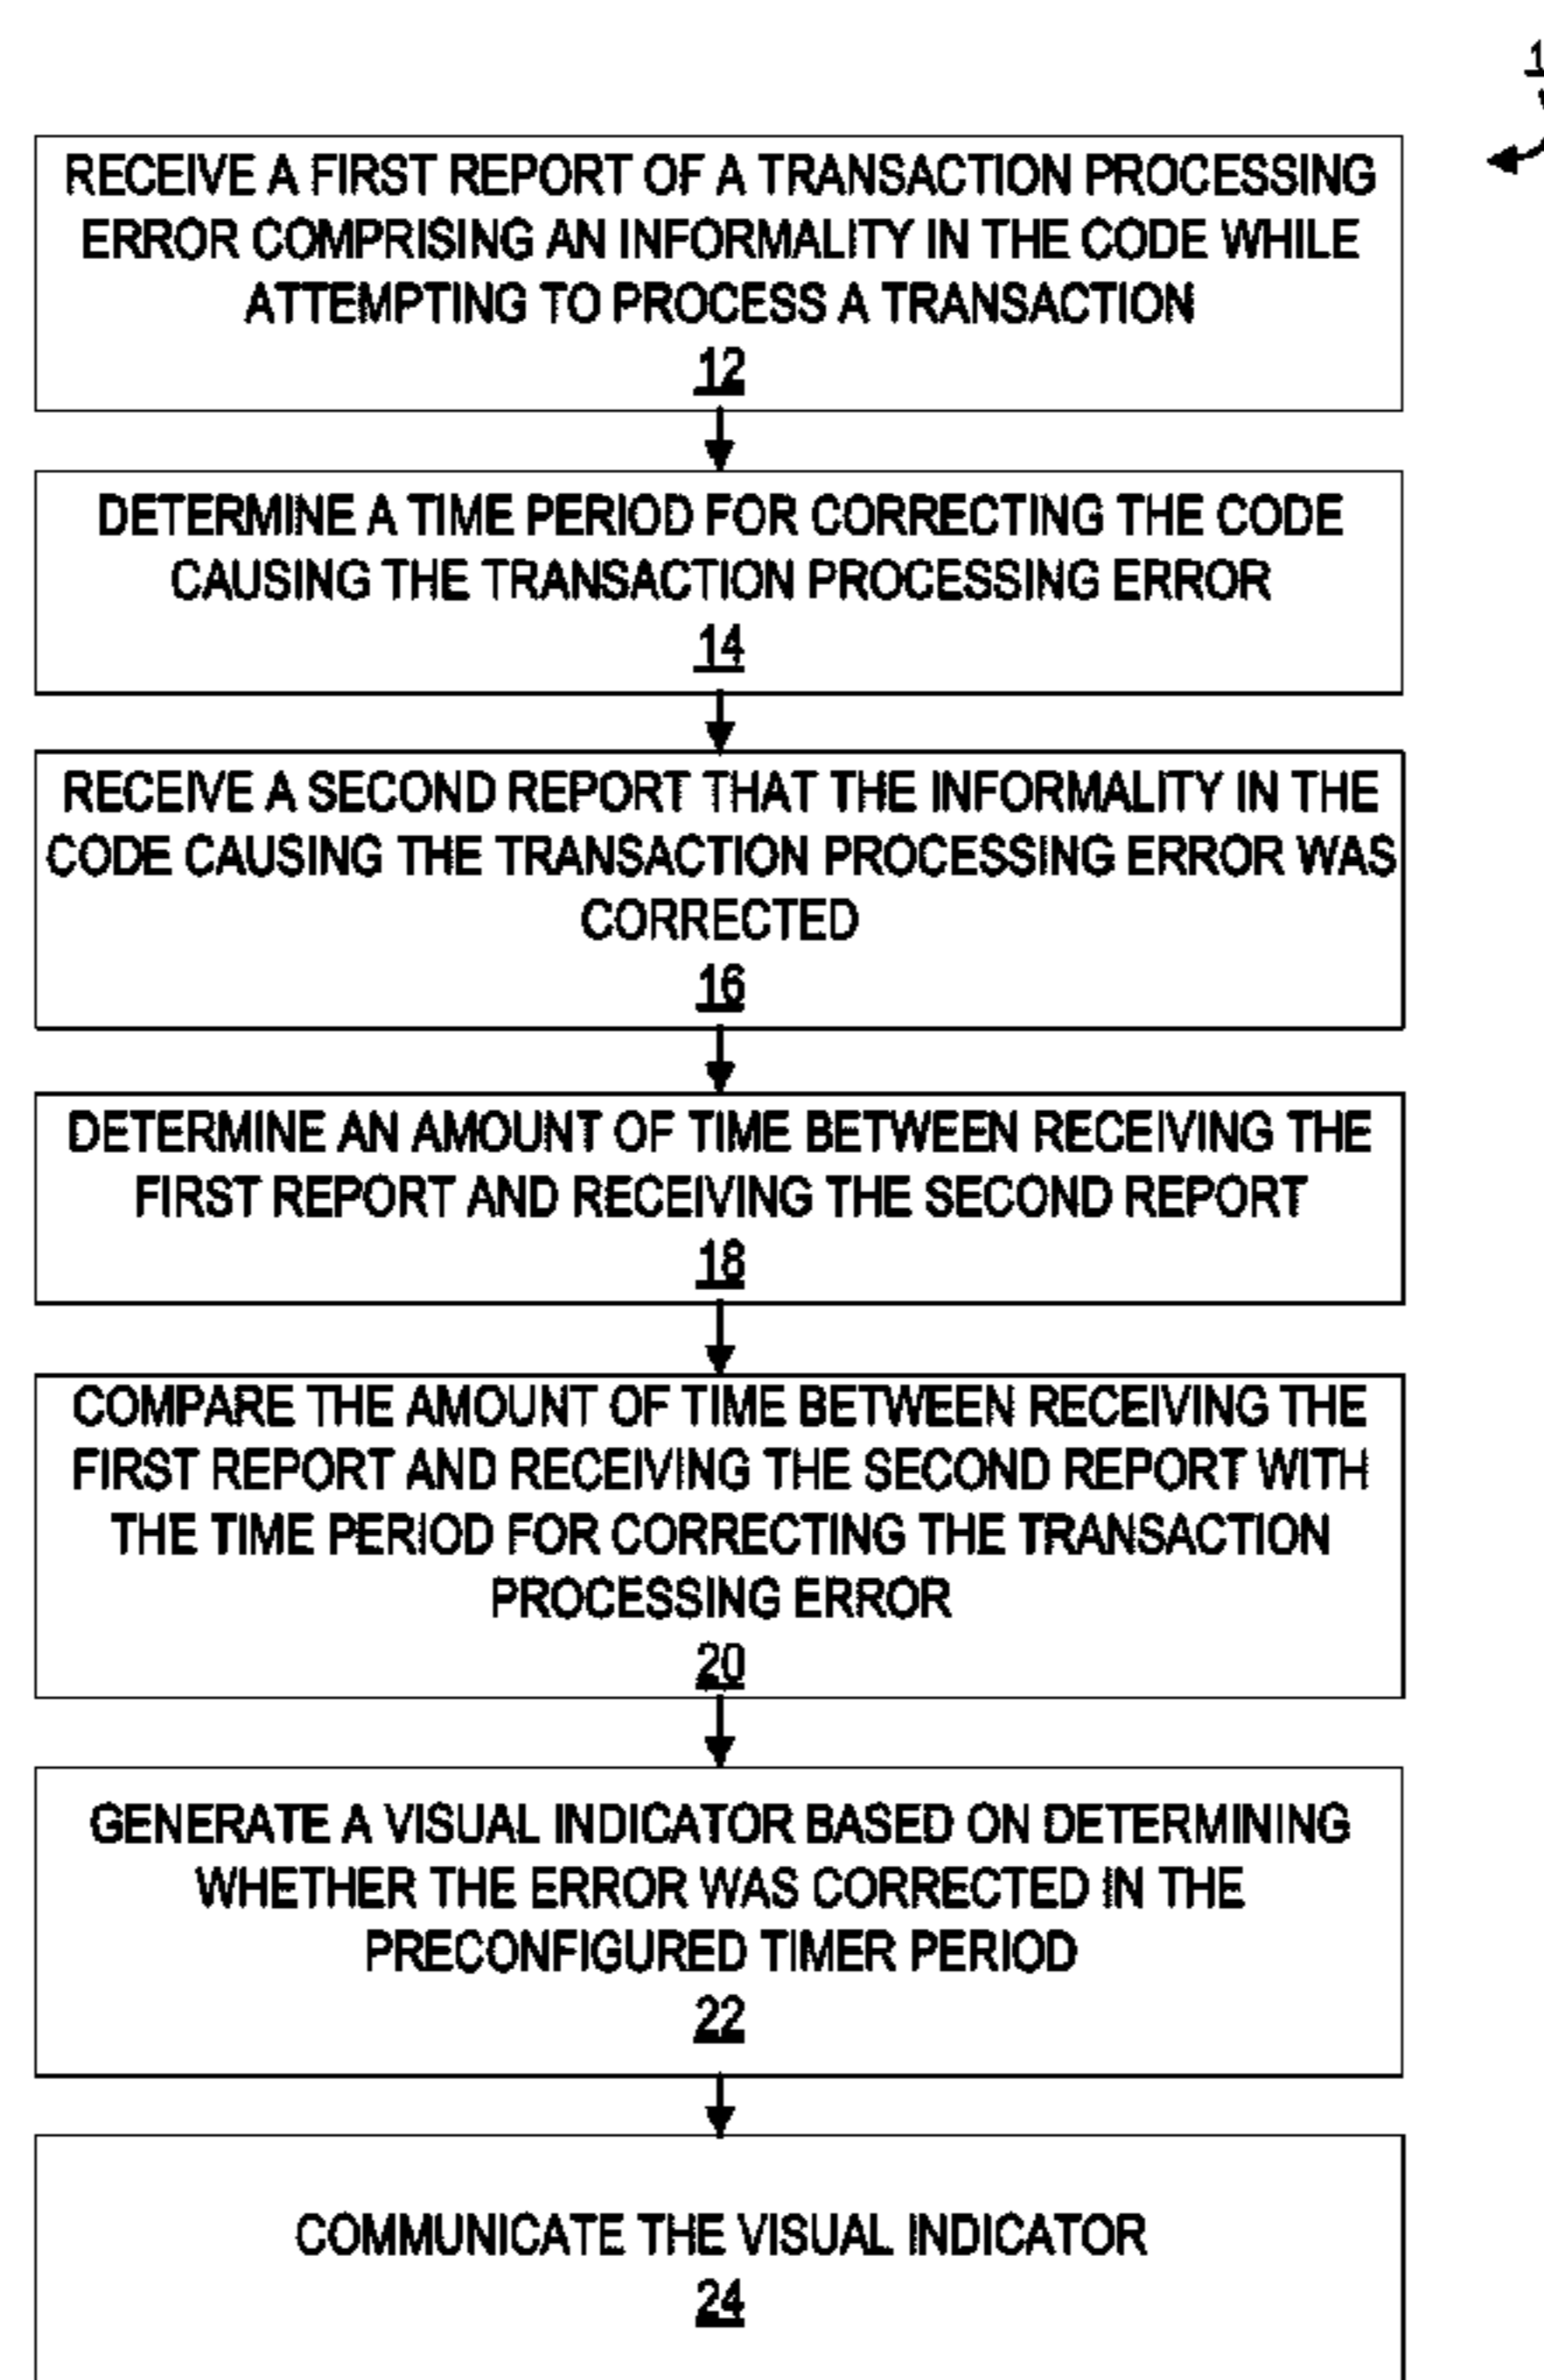 RECEIVE A FIRST REPORT OF A TRANSACTION PROCESSING
ERROR COMPRISING AN INFORMALITY IN THE CODE WHILE
ATTEMPTING TO PROCESS A TRANSACTION
12
DETERMINE A TIME PERIOD FOR CORRECTING THE CODE
CAUSING THE TRANSACTION PROCESSING ERROR
14
RECEIVE A SECOND REPORT THAT THE INFORMALITY IN THE
CODE CAUSING THE TRANSACTION PROCESSING ERROR WAS
CORRECTED
16
DETERMINE AN AMOUNT OF TIME BETWEEN RECEIVING THE
FIRST REPORT AND RECEIVING THE SECOND REPORT
18
COMPARE THE AMOUNT OF TIME BETWEEN RECEIVING THE
FIRST REPORT AND RECEIVING THE SECOND REPORT WITH
THE TIME PERIOD FOR CORRECTING THE TRANSACTION
PROCESSING ERROR
20
GENERATE A VISUAL INDICATOR BASED ON DETERMINING
WHETHER THE ERROR WAS CORRECTED IN THE
PRECONFIGURED TIMER PERIOD
22
COMMUNICATE THE VISUAL INDICATOR
24